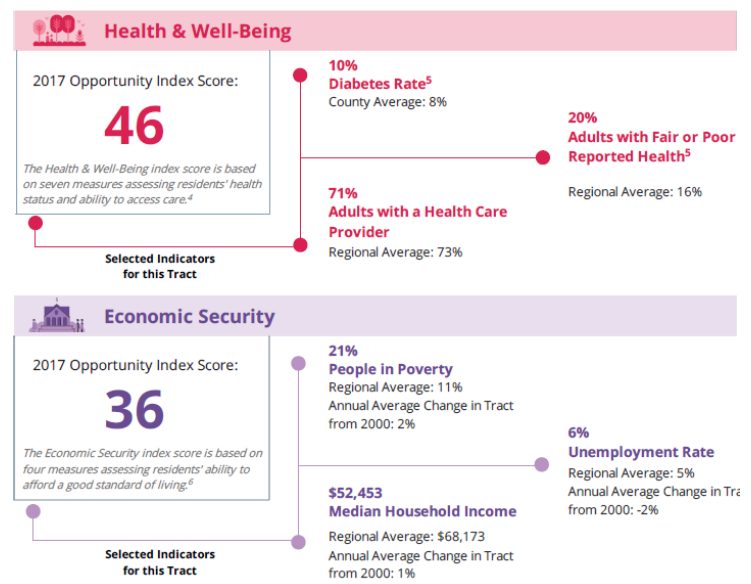 Health & Well-Being
2017 Opportunity Index Score:
46
The Health & Well-Being index score is based
on seven measures assessing residents' health
status and ability to access care.4
10%
Diabetes Rate5
County Average: 8%
20%
Adults with Fair or Poor
Reported Health5
Regional Average: 16%
71%
Adults with a Health Care
Provider
Regional Average: 73%
Selected Indicators
for this Tract
Economic Security
2017 Opportunity Index Score:
36
The Economic Security index score is based on
four measures assessing residents' ability to
afford a good standard of living.6
21%
People in Poverty
Regional Average: 11%
Annual Average Change in Tract
from 2000: 2%
6%
Unemployment Rate
Regional Average: 5%
Annual Average Change in Tra
from 2000: -2%
$52,453
Median Household Income
Regional Average: $68,173
Annual Average Change in Tract
from 2000: 1%
Selected Indicators
for this Tract